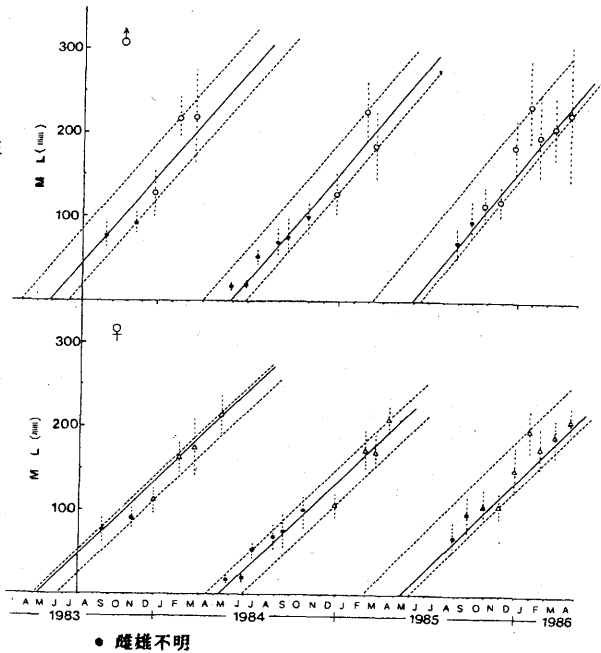 ♂
300
200
100
M L (mm)
♀
300
200
100
M L (mm)
A M J J A S O N D J F M A M J J A S O N D J F M A M J J A S O N D J F M A
1983 1984 1985 1986
● 雌雄不明